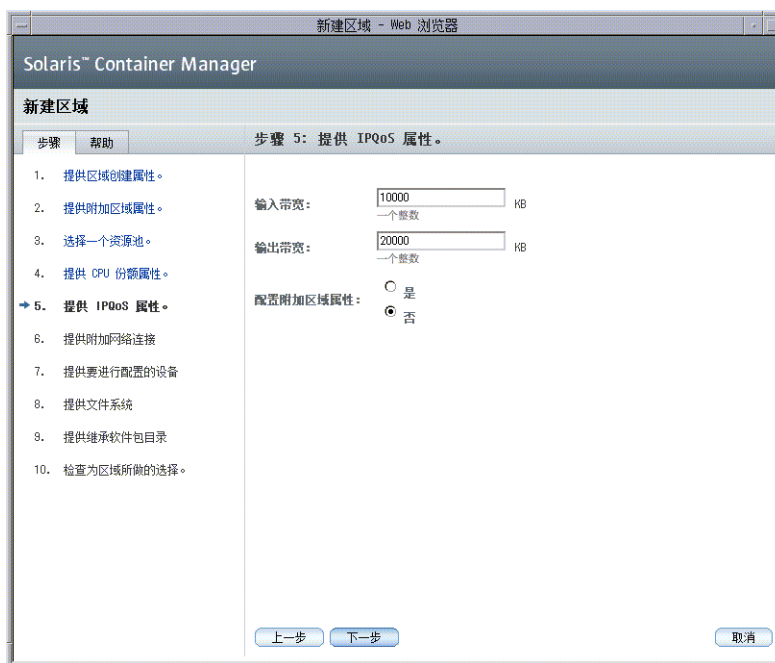 新建区域 - Web 浏览器
Solaris™ Container Manager
新建区域
步骤 帮助
1. 提供区域创建属性。
2. 提供附加区域属性。
3. 选择一个资源池。
4. 提供 CPU 份额属性。
5. 提供 IPQoS 属性。
6. 提供附加网络连接
7. 提供要进行配置的设备
8. 提供文件系统
9. 提供继承软件包目录
10. 检查为区域所做的选择。
步骤 5: 提供 IPQoS 属性。
输入带宽: 10000 KB
一个整数
输出带宽: 20000 KB
一个整数
配置附加区域属性: 是
否
上一步 下一步 取消